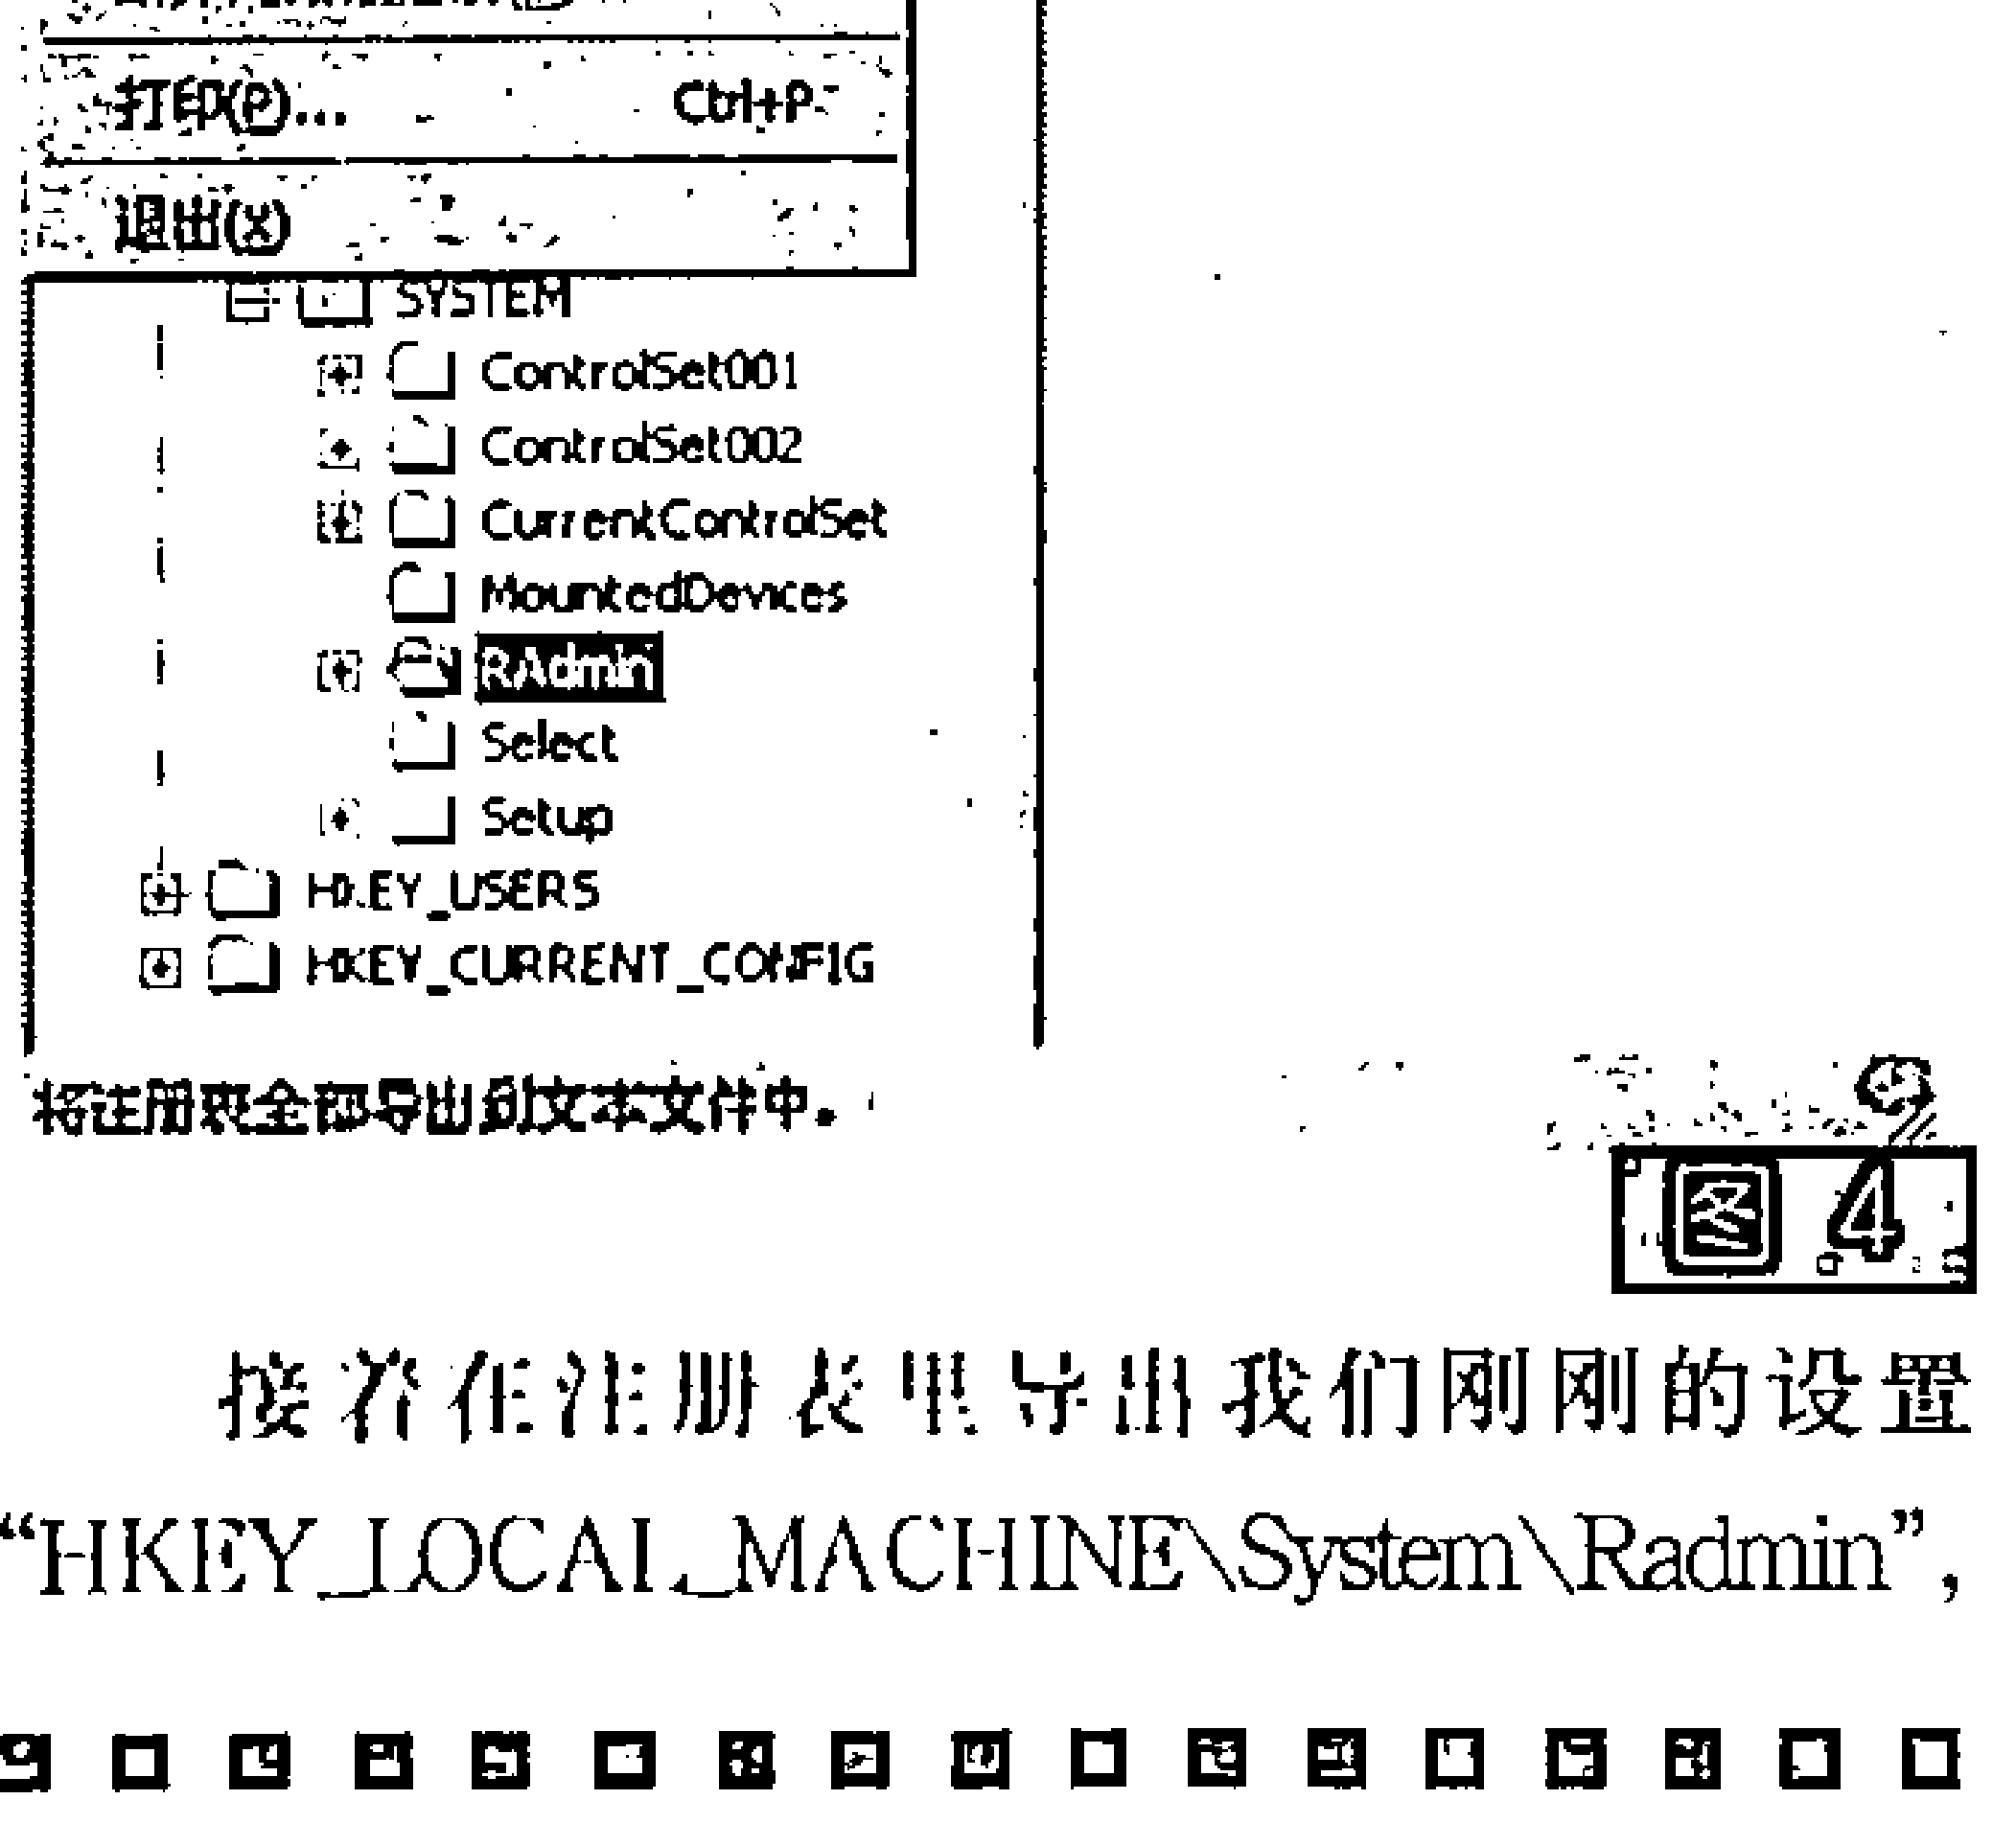 打印(P)... Ctrl+P
退出(X)
SYSTEM
ControlSet001
ControlSet002
CurrentControlSet
MountedDevices
RAdmin
Select
Setup
HKEY_USERS
HKEY_CURRENT_CONFIG
将注册表全部导出到文本文件中。
图 4
接着在注册表里导出我们刚刚的设置
“HKEY_LOCAL_MACHINE\System\Radmin”,